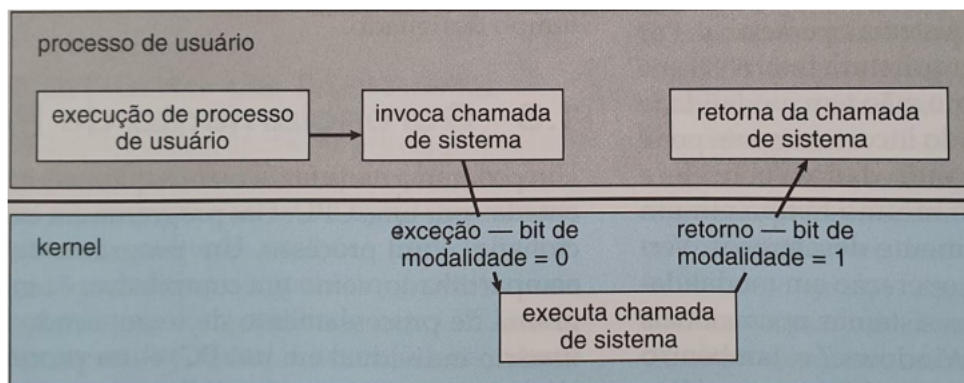 processo de usuário
execução de processo
de usuário
invoca chamada
de sistema
retorna da chamada
de sistema
kernel
exceção — bit de
modalidade = 0
retorno — bit de
modalidade = 1
executa chamada
de sistema